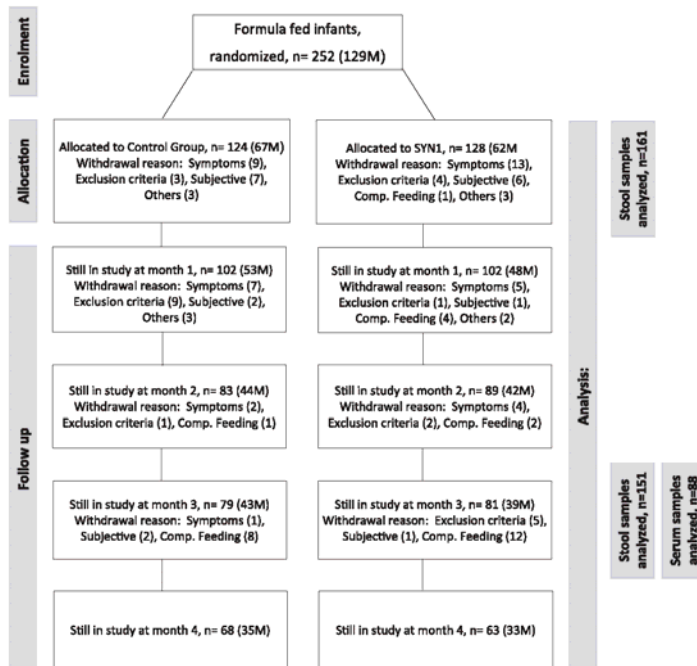 Enrolment
Formula fed infants,
randomized, n= 252 (129M)
Allocation
Allocated to Control Group, n= 124 (67M)
Withdrawal reason: Symptoms (9),
Exclusion criteria (3), Subjective (7),
Others (3)
Allocated to SYN1, n= 128 (62M
Withdrawal reason: Symptoms (13),
Exclusion criteria (4), Subjective (6),
Comp. Feeding (1), Others (3)
Stool samples
analyzed, n=161
Follow up
Still in study at month 1, n= 102 (53M)
Withdrawal reason: Symptoms (7),
Exclusion criteria (9), Subjective (2),
Others (3)
Still in study at month 1, n= 102 (48M)
Withdrawal reason: Symptoms (5),
Exclusion criteria (1), Subjective (1),
Comp. Feeding (4), Others (2)
Analysis:
Still in study at month 2, n= 83 (44M)
Withdrawal reason: Symptoms (2),
Exclusion criteria (1), Comp. Feeding (1)
Still in study at month 2, n= 89 (42M)
Withdrawal reason: Symptoms (4),
Exclusion criteria (2), Comp. Feeding (2)
Still in study at month 3, n= 79 (43M)
Withdrawal reason: Symptoms (1),
Subjective (2), Comp. Feeding (8)
Still in study at month 3, n= 81 (39M)
Withdrawal reason: Exclusion criteria (5),
Subjective (1), Comp. Feeding (12)
Stool samples
analyzed, n=151
Serum samples
analyzed, n=88
Still in study at month 4, n= 68 (35M)
Still in study at month 4, n= 63 (33M)